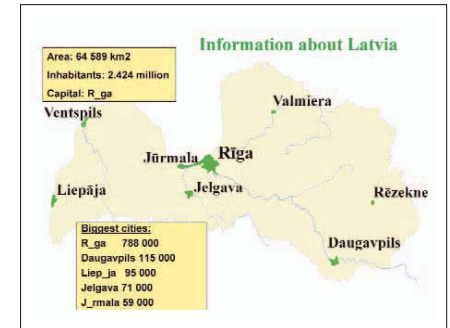 Information about Latvia
Area: 64 589 km2
Inhabitants: 2.424 million
Capital: R_ga
Ventspils
Valmiera
Jūrmala
Rīga
Liepāja
Jelgava
Rēzekne
Daugavpils
Biggest cities:
R_ga 788 000
Daugavpils 115 000
Liep_ja 95 000
Jelgava 71 000
J_rmala 59 000